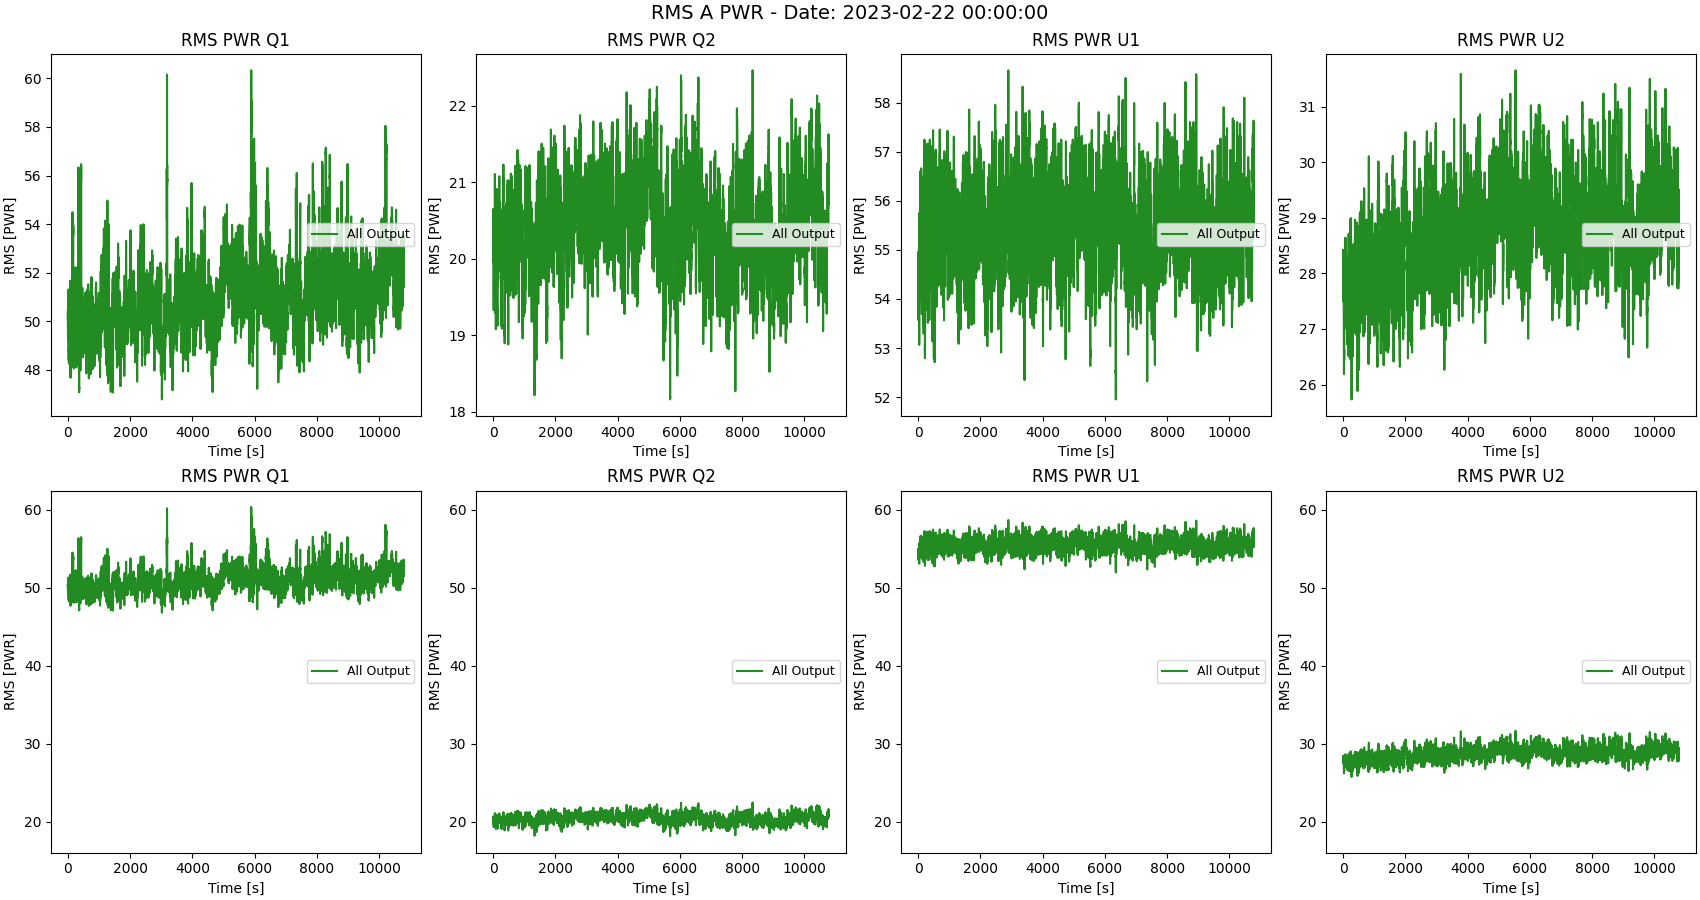 RMS A PWR - Date: 2023-02-22 00:00:00
RMS PWR Q1
RMS [PWR]
60
58
56
54
52
50
48
All Output
0 2000 4000 6000 8000 10000
Time [s]
RMS PWR Q2
RMS [PWR]
22
21
20
19
18
All Output
0 2000 4000 6000 8000 10000
Time [s]
RMS PWR U1
RMS [PWR]
58
57
56
55
54
53
52
All Output
0 2000 4000 6000 8000 10000
Time [s]
RMS PWR U2
RMS [PWR]
31
30
29
28
27
26
All Output
0 2000 4000 6000 8000 10000
Time [s]
RMS PWR Q1
RMS [PWR]
60
50
40
30
20
All Output
0 2000 4000 6000 8000 10000
Time [s]
RMS PWR Q2
RMS [PWR]
60
50
40
30
20
All Output
0 2000 4000 6000 8000 10000
Time [s]
RMS PWR U1
RMS [PWR]
60
50
40
30
20
All Output
0 2000 4000 6000 8000 10000
Time [s]
RMS PWR U2
RMS [PWR]
60
50
40
30
20
All Output
0 2000 4000 6000 8000 10000
Time [s]